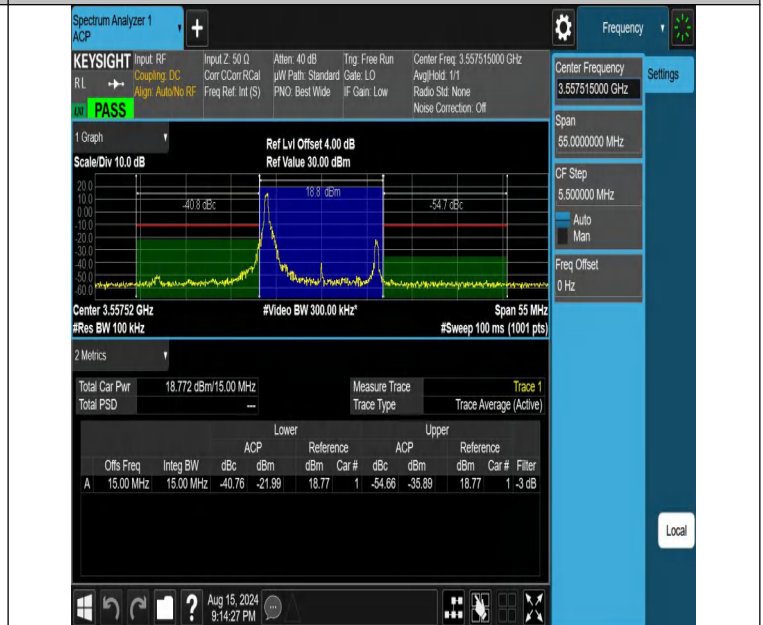 Spectrum Analyzer 1
ACP
+
Frequency
KEYSIGHT
RL
PASS
Input: RF
Coupling: DC
Align: Auto/No RF
Input Z: 50 Ω
Corr CCorr RCal
Freq Ref: Int (S)
Atten: 40 dB
µW Path: Standard
PNO: Best Wide
Trig: Free Run
Gate: LO
IF Gain: Low
Center Freq: 3.557515000 GHz
Avg|Hold: 1/1
Radio Std: None
Noise Correction: Off
Center Frequency
3.557515000 GHz
Settings
Span
55.0000000 MHz
CF Step
5.500000 MHz
Auto
Man
Freq Offset
0 Hz
1 Graph
Scale/Div 10.0 dB
Ref Lvl Offset 4.00 dB
Ref Value 30.00 dBm
20.0
10.0
0.00
-10.0
-20.0
-30.0
-40.0
-50.0
-60.0
-40.8 dBc
18.8 dBm
-54.7 dBc
Center 3.55752 GHz
#Video BW 300.00 kHz*
Span 55 MHz
#Res BW 100 kHz
#Sweep 100 ms (1001 pts)
2 Metrics
Total Car Pwr 18.772 dBm/15.00 MHz
Total PSD ---
Measure Trace Trace 1
Trace Type Trace Average (Active)
Lower Upper
ACP Reference ACP Reference
Offs Freq Integ BW dBc dBm dBm Car # dBc dBm dBm Car # Filter
A 15.00 MHz 15.00 MHz -40.76 -21.99 18.77 1 -54.66 -35.89 18.77 1 -3 dB
Local
?
Aug 15, 2024
9:14:27 PM